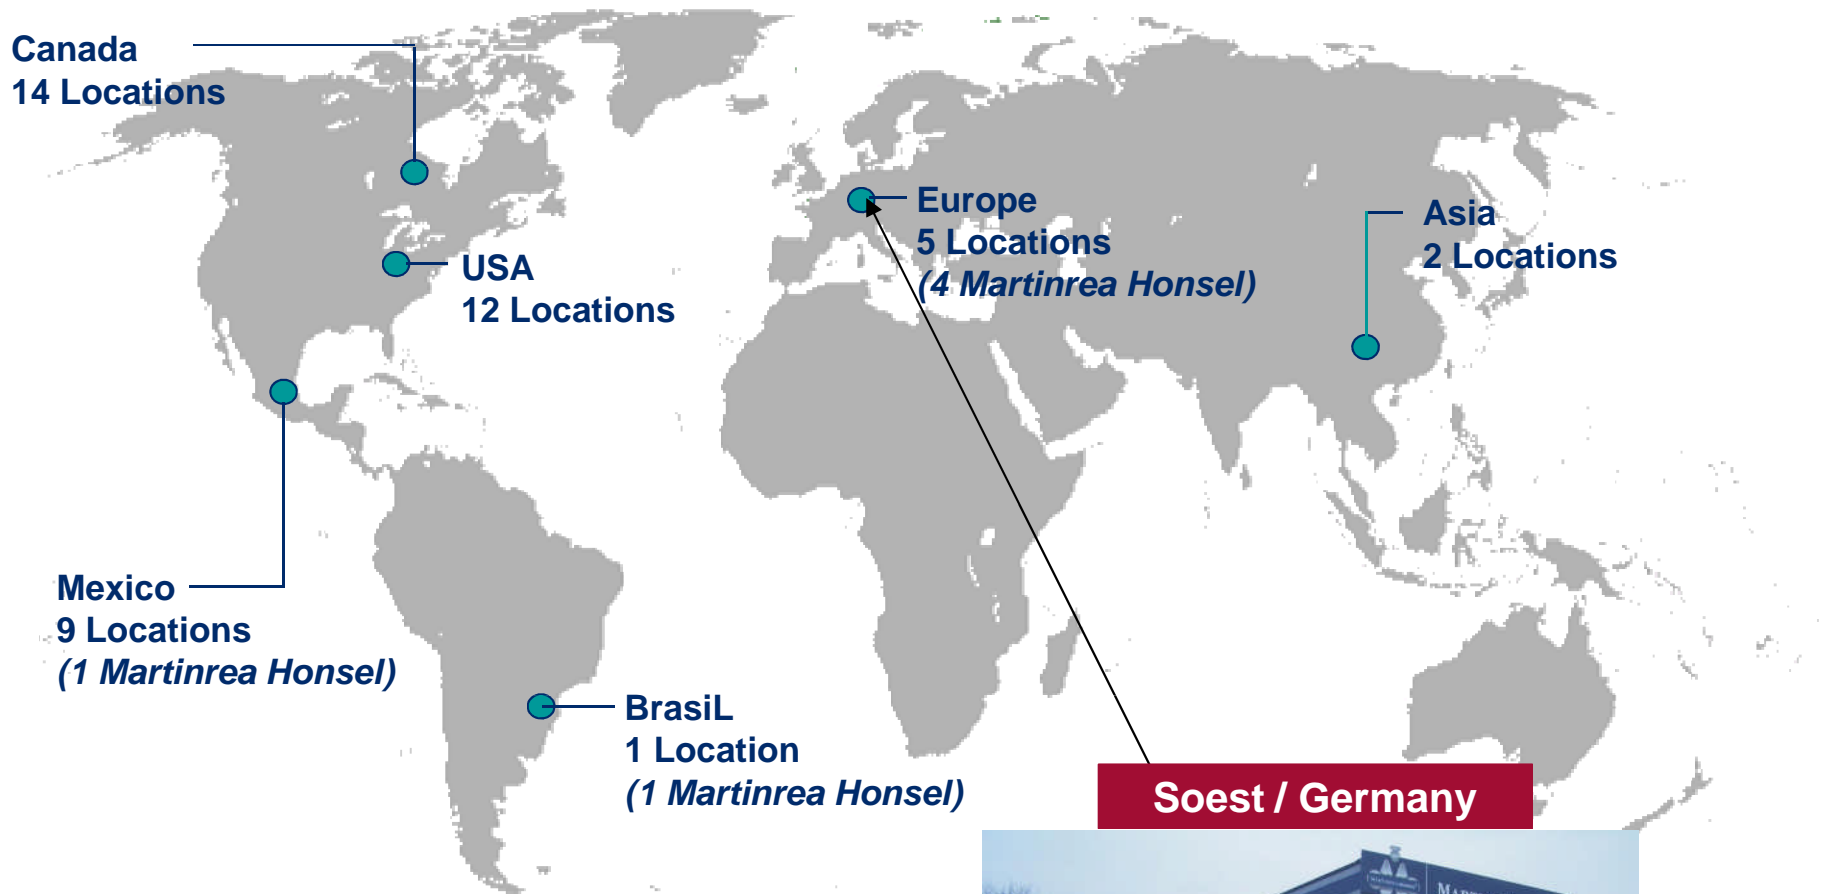 Canada
14 Locations
USA
12 Locations
Europe
5 Locations
(4 Martinrea Honsel)
Asia
2 Locations
Mexico
9 Locations
(1 Martinrea Honsel)
BrasiL
1 Location
(1 Martinrea Honsel)
Soest / Germany